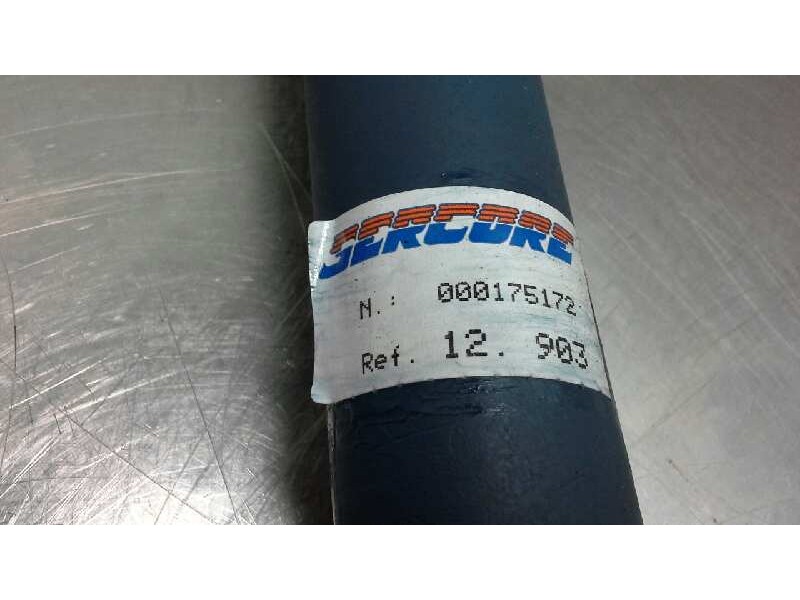 SERCORE
N.: 000175172
Ref. 12. 903